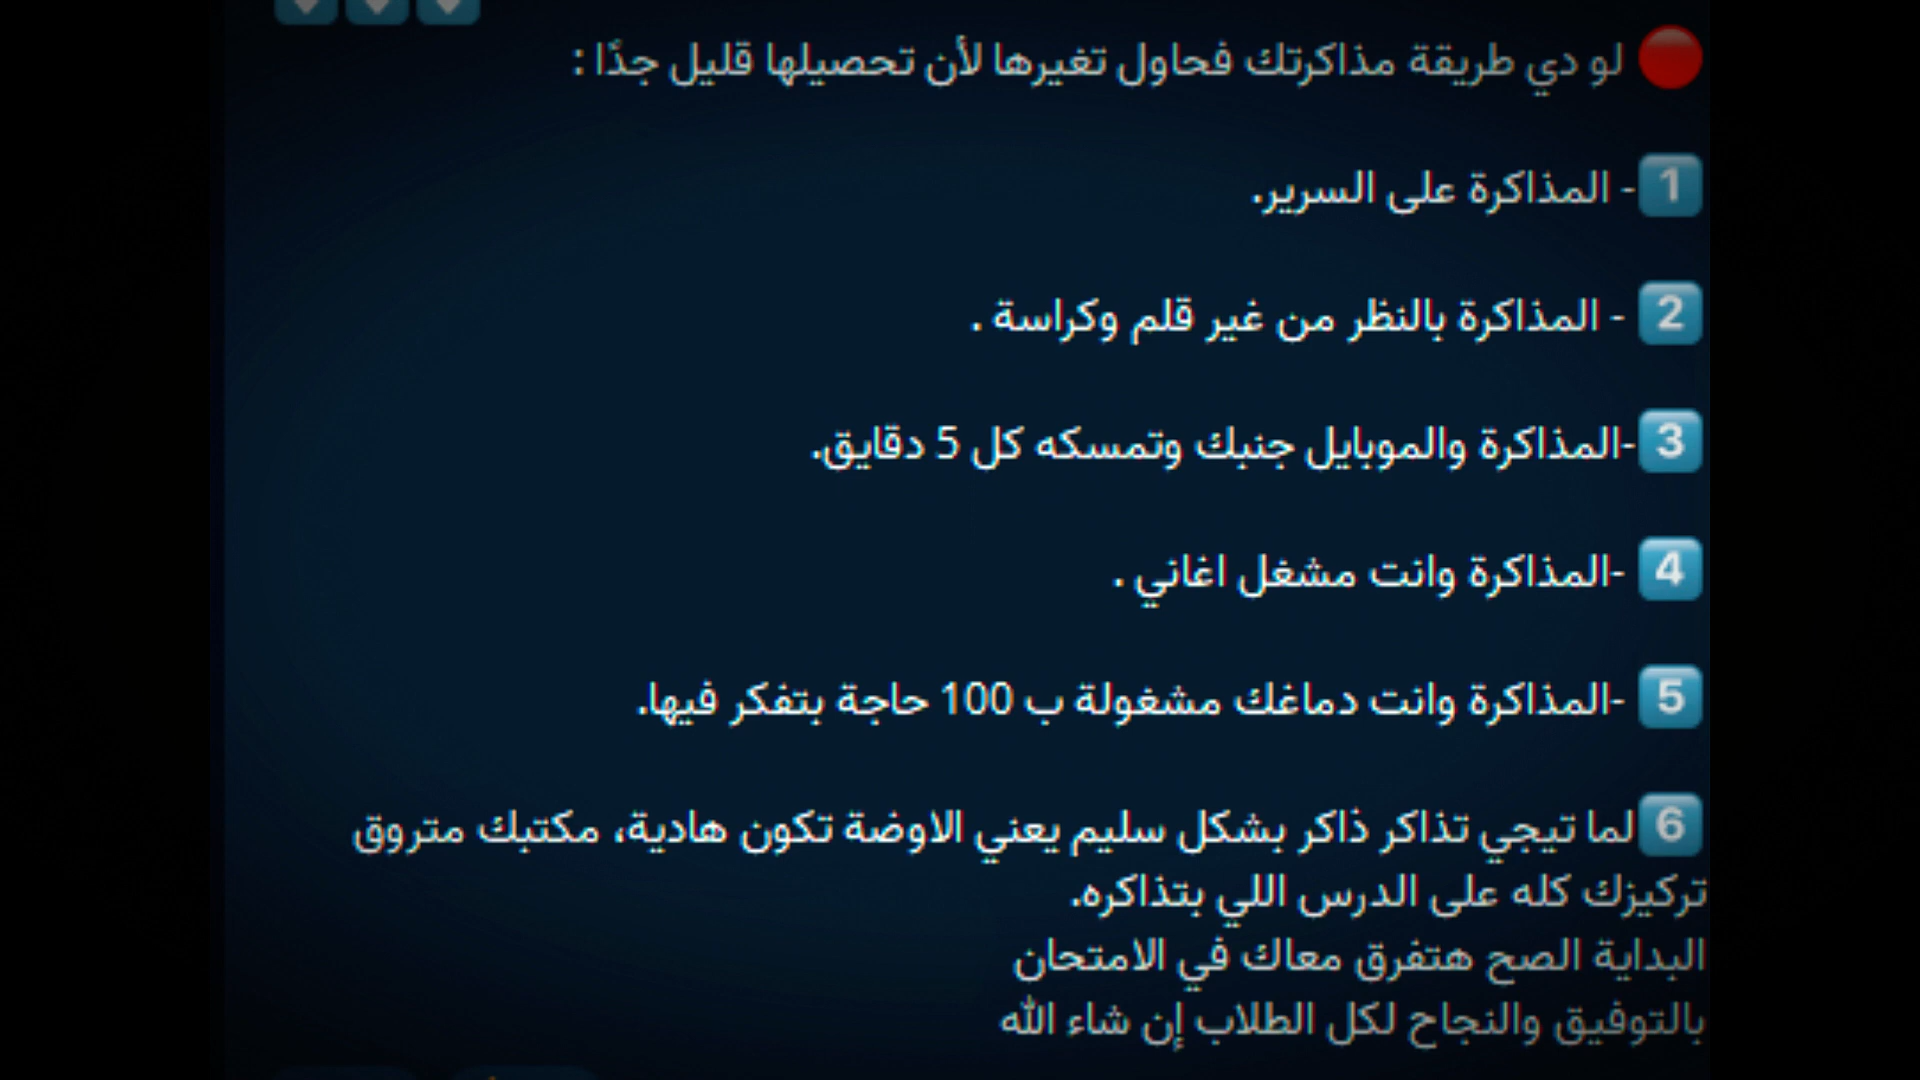 🔴 لو دي طريقة مذاكرتك فحاول تغيرها لأن تحصيلها قليل جدًا :
1️⃣- المذاكرة على السرير.
2️⃣ - المذاكرة بالنظر من غير قلم وكراسة .
3️⃣-المذاكرة والموبايل جنبك وتمسكه كل 5 دقايق.
4️⃣ -المذاكرة وانت مشغل اغاني .
5️⃣ -المذاكرة وانت دماغك مشغولة ب 100 حاجة بتفكر فيها.
6️⃣لما تيجي تذاكر ذاكر بشكل سليم يعني الاوضة تكون هادية، مكتبك متروق
تركيزك كله على الدرس اللي بتذاكره.
البداية الصح هتفرق معاك في الامتحان
بالتوفيق والنجاح لكل الطلاب إن شاء الله